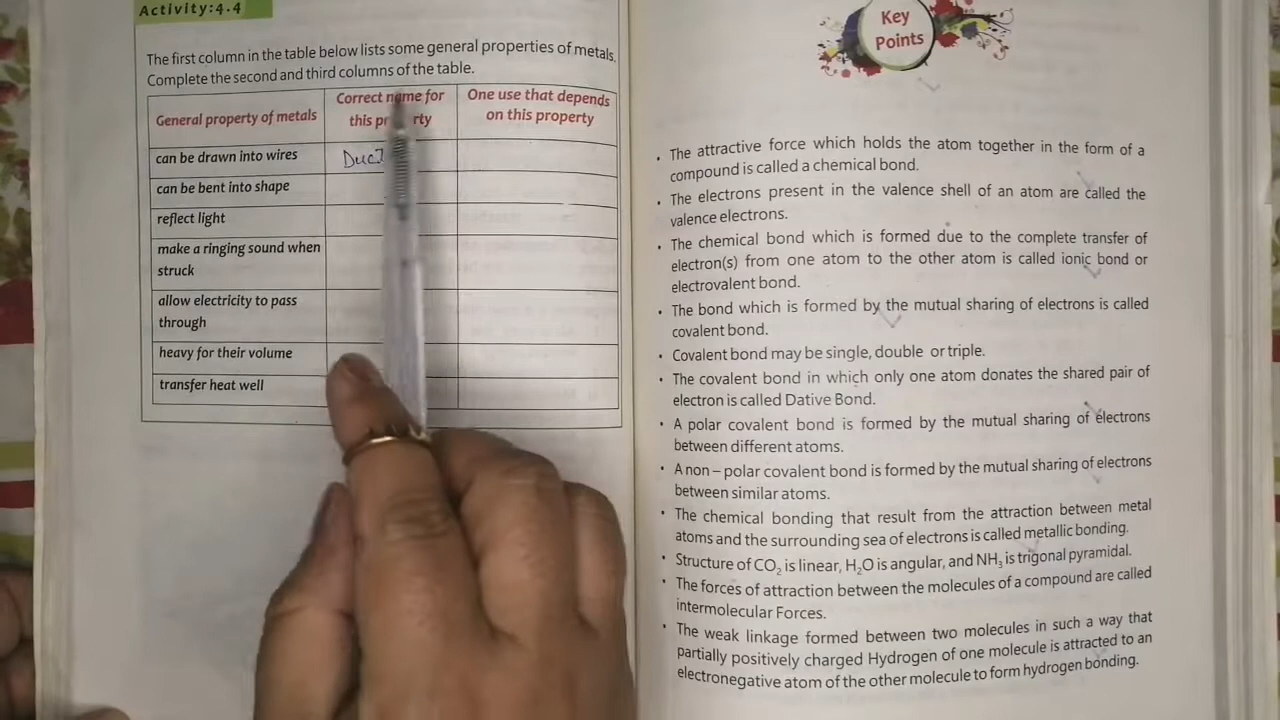 Activity:4.4
The first column in the table below lists some general properties of metals.
Complete the second and third columns of the table.
General property of metals
Correct name for
this property
One use that depends
on this property
can be drawn into wires
can be bent into shape
reflect light
make a ringing sound when
struck
allow electricity to pass
through
heavy for their volume
transfer heat well
Key
Points
• The attractive force which holds the atom together in the form of a
compound is called a chemical bond.
• The electrons present in the valence shell of an atom are called the
valence electrons.
• The chemical bond which is formed due to the complete transfer of
electron(s) from one atom to the other atom is called ionic bond or
electrovalent bond.
• The bond which is formed by the mutual sharing of electrons is called
covalent bond.
• Covalent bond may be single, double or triple.
• The covalent bond in which only one atom donates the shared pair of
electron is called Dative Bond.
• A polar covalent bond is formed by the mutual sharing of electrons
between different atoms.
• A non – polar covalent bond is formed by the mutual sharing of electrons
between similar atoms.
• The chemical bonding that result from the attraction between metal
atoms and the surrounding sea of electrons is called metallic bonding.
• Structure of CO₂ is linear, H₂O is angular, and NH₃ is trigonal pyramidal.
• The forces of attraction between the molecules of a compound are called
intermolecular Forces.
• The weak linkage formed between two molecules in such a way that
partially positively charged Hydrogen of one molecule is attracted to an
electronegative atom of the other molecule to form hydrogen bonding.